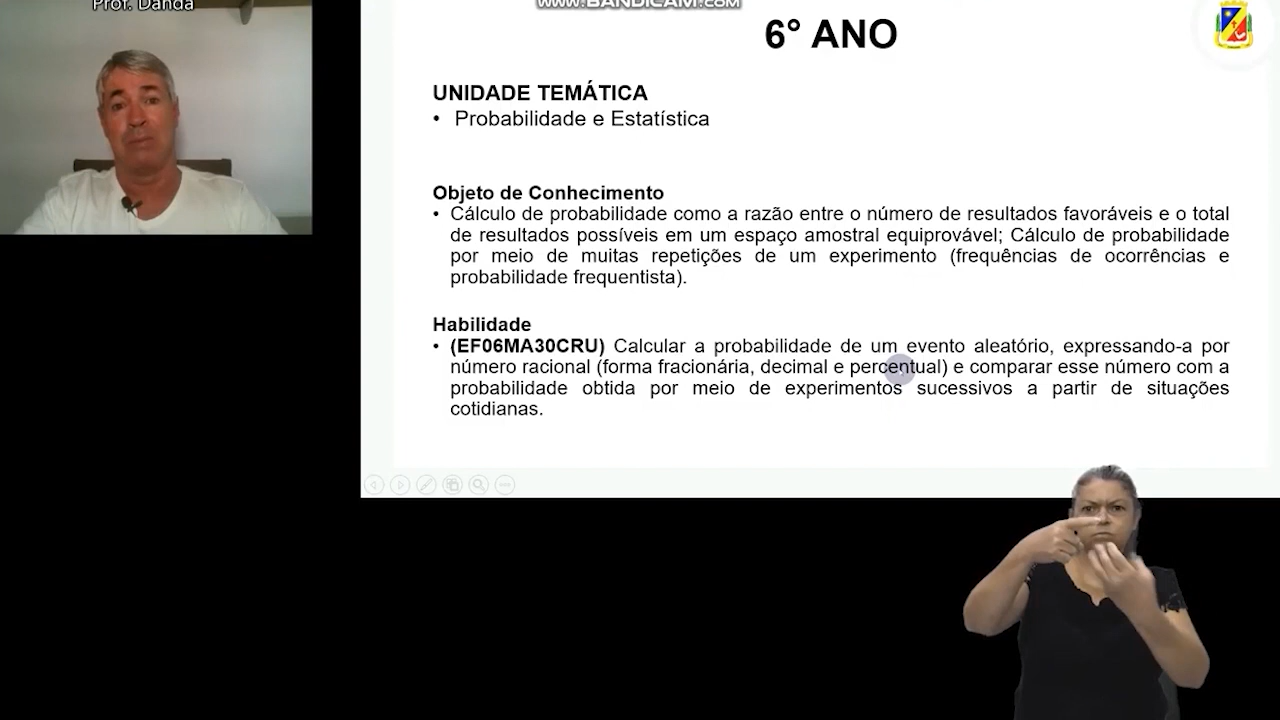 Prof. Danda
www.BANDICAM.com
6° ANO
UNIDADE TEMÁTICA
• Probabilidade e Estatística
Objeto de Conhecimento
• Cálculo de probabilidade como a razão entre o número de resultados favoráveis e o total
de resultados possíveis em um espaço amostral equiprovável; Cálculo de probabilidade
por meio de muitas repetições de um experimento (frequências de ocorrências e
probabilidade frequentista).
Habilidade
• (EF06MA30CRU) Calcular a probabilidade de um evento aleatório, expressando-a por
número racional (forma fracionária, decimal e percentual) e comparar esse número com a
probabilidade obtida por meio de experimentos sucessivos a partir de situações
cotidianas.